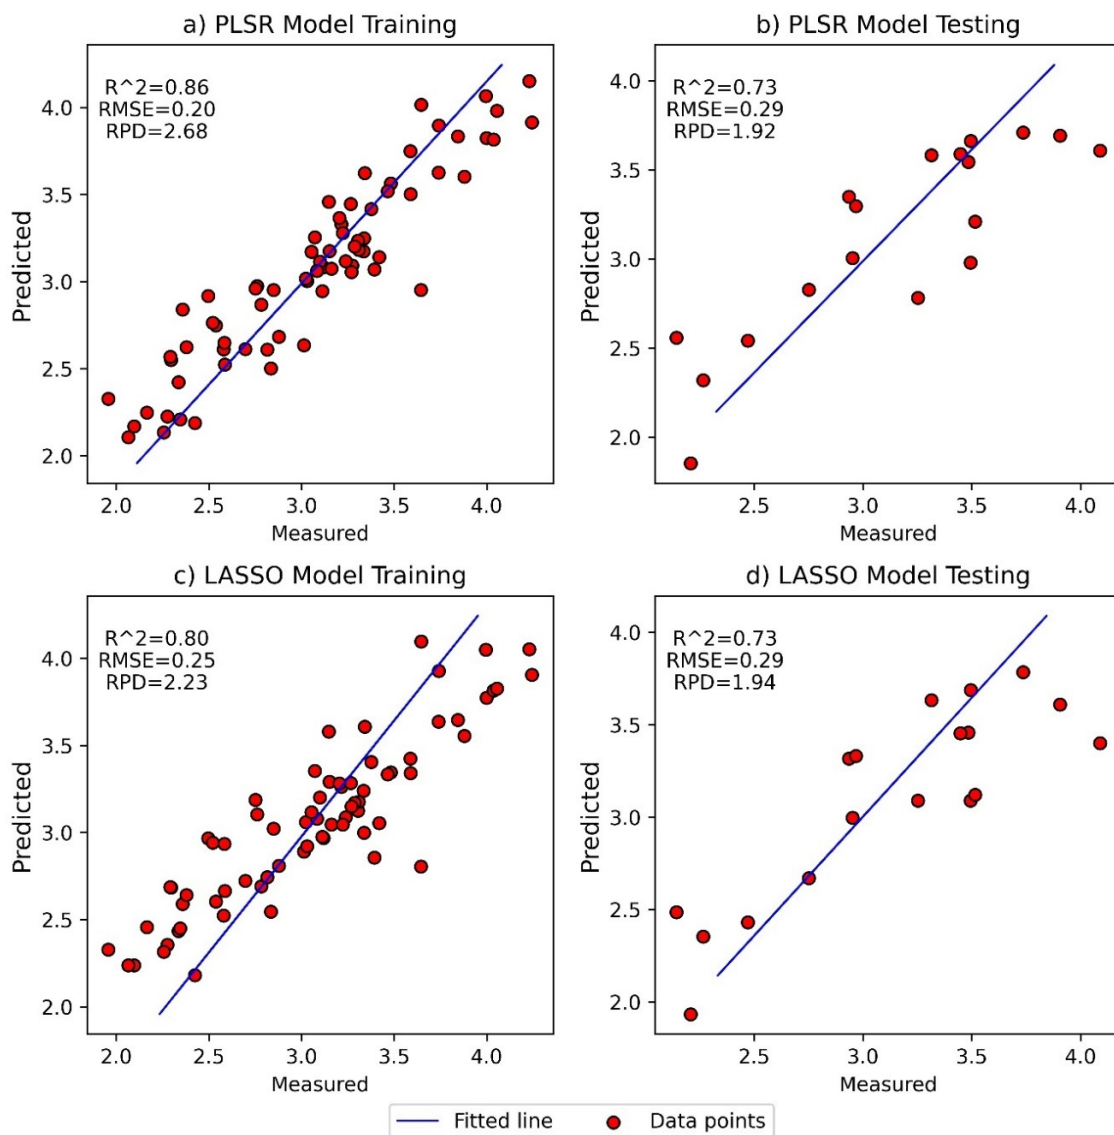 a) PLSR Model Training
R^2=0.86
RMSE=0.20
RPD=2.68
Predicted
4.0
3.5
3.0
2.5
2.0
2.0 2.5 3.0 3.5 4.0
Measured
b) PLSR Model Testing
R^2=0.73
RMSE=0.29
RPD=1.92
Predicted
4.0
3.5
3.0
2.5
2.0
2.5 3.0 3.5 4.0
Measured
c) LASSO Model Training
R^2=0.80
RMSE=0.25
RPD=2.23
Predicted
4.0
3.5
3.0
2.5
2.0
2.0 2.5 3.0 3.5 4.0
Measured
d) LASSO Model Testing
R^2=0.73
RMSE=0.29
RPD=1.94
Predicted
4.0
3.5
3.0
2.5
2.0
2.5 3.0 3.5 4.0
Measured
Fitted line Data points